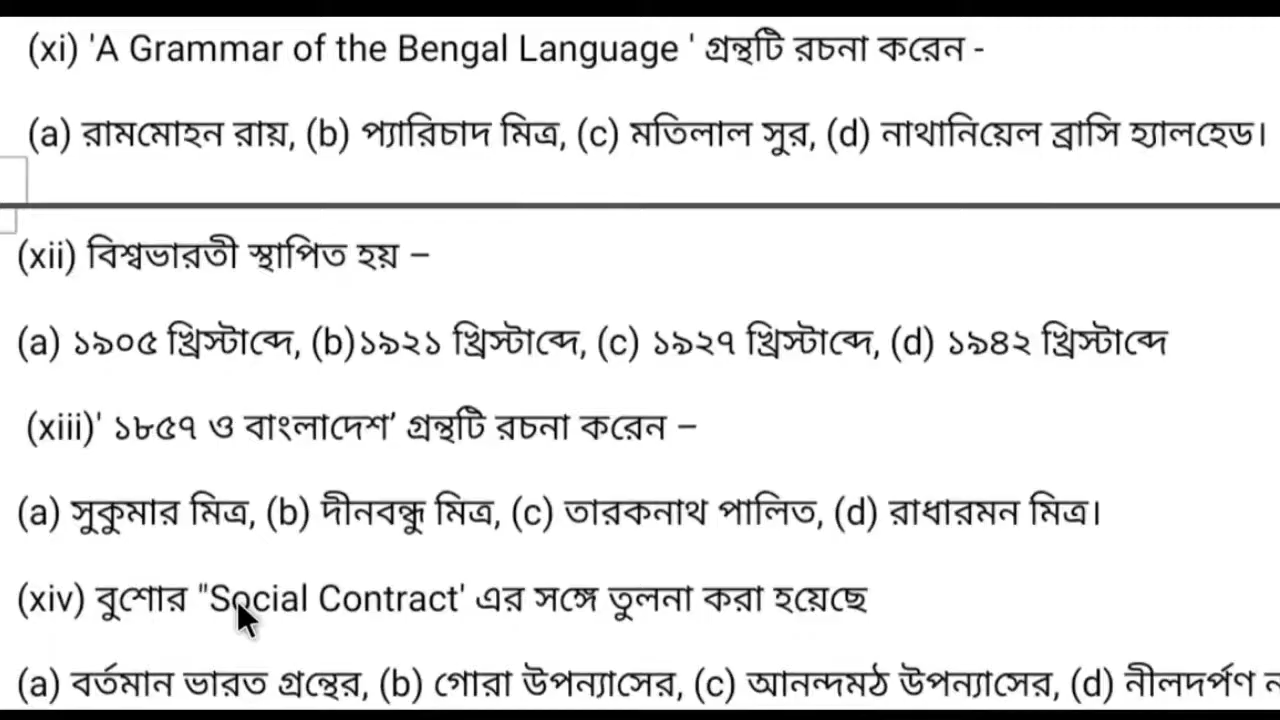 (xi) 'A Grammar of the Bengal Language ' গ্রন্থটি রচনা করেন -
(a) রামমোহন রায়, (b) প্যারিচাদ মিত্র, (c) মতিলাল সুর, (d) নাথানিয়েল ব্রাসি হ্যালহেড।
(xii) বিশ্বভারতী স্থাপিত হয় –
(a) ১৯০৫ খ্রিস্টাব্দে, (b)১৯২১ খ্রিস্টাব্দে, (c) ১৯২৭ খ্রিস্টাব্দে, (d) ১৯৪২ খ্রিস্টাব্দে
(xiii)' ১৮৫৭ ও বাংলাদেশ’ গ্রন্থটি রচনা করেন –
(a) সুকুমার মিত্র, (b) দীনবন্ধু মিত্র, (c) তারকনাথ পালিত, (d) রাধারমন মিত্র।
(xiv) বুশোর "Social Contract' এর সঙ্গে তুলনা করা হয়েছে
(a) বর্তমান ভারত গ্রন্থের, (b) গোরা উপন্যাসের, (c) আনন্দমঠ উপন্যাসের, (d) নীলদর্পণ